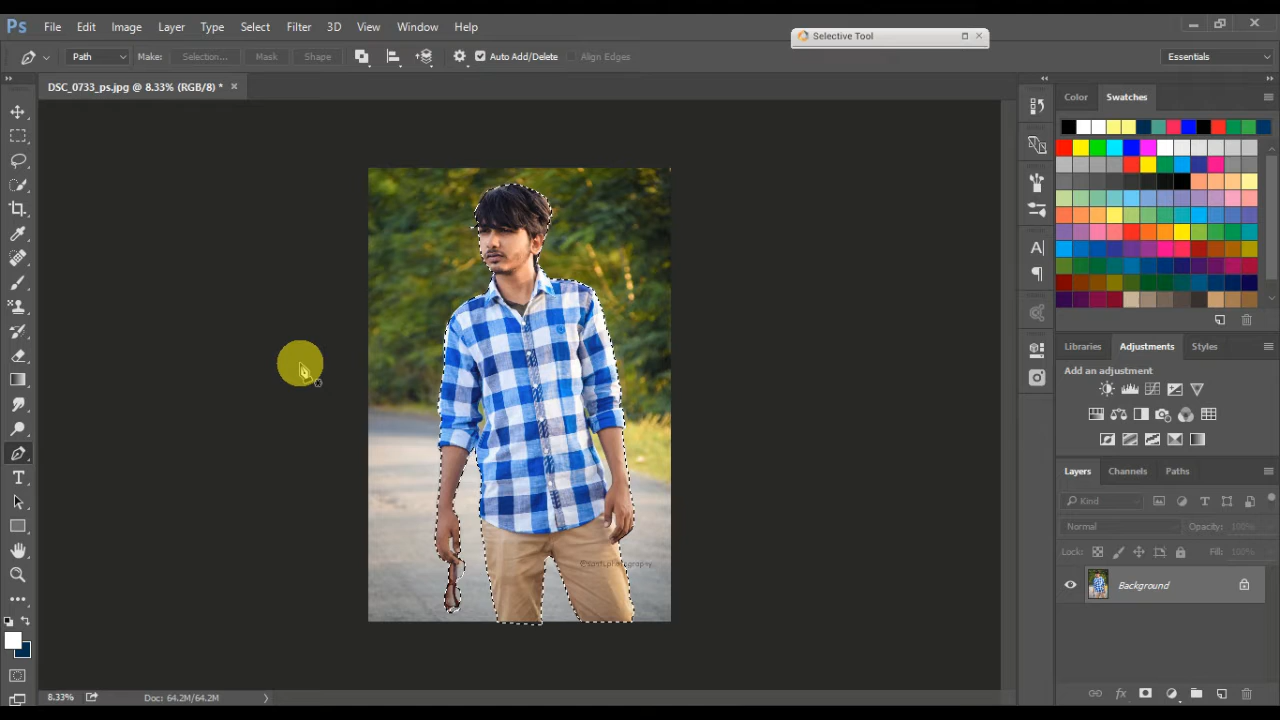 Ps File Edit Image Layer Type Select Filter 3D View Window Help
Selective Tool
Path Make: Selection... Mask Shape Auto Add/Delete Align Edges Essentials
DSC_0733_ps.jpg @ 8.33% (RGB/8) *
Color Swatches
Libraries Adjustments Styles
Add an adjustment
Layers Channels Paths
Kind
Normal Opacity: 100%
Lock: Fill: 100%
Background
8.33% Doc: 64.2M/64.2M